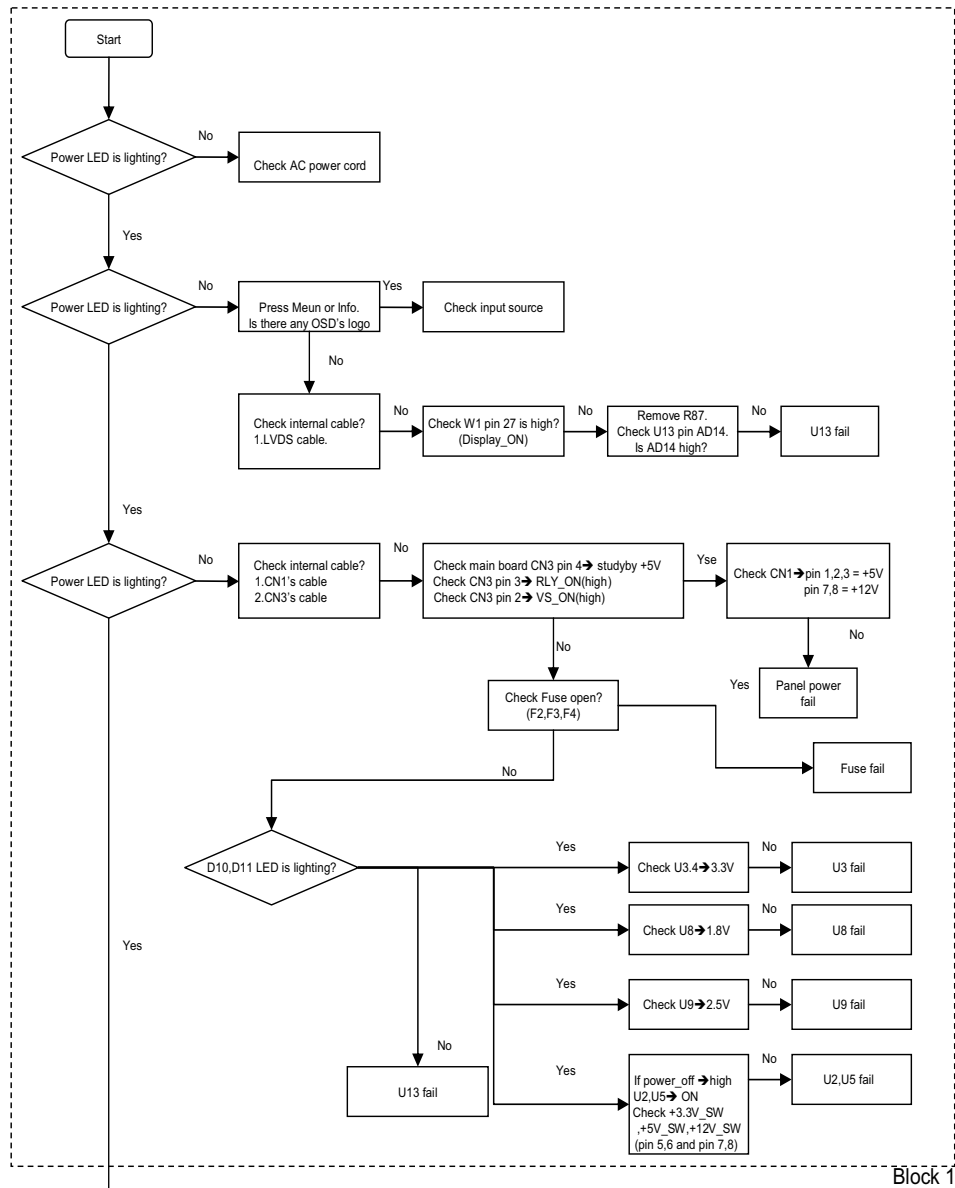 Start
Power LED is lighting?
No
Check AC power cord
Yes
Power LED is lighting?
No
Press Meun or Info.
Is there any OSD's logo
Yes
Check input source
No
Check internal cable?
1.LVDS cable.
No
Check W1 pin 27 is high?
(Display_ON)
No
Remove R87.
Check U13 pin AD14.
Is AD14 high?
No
U13 fail
Yes
Power LED is lighting?
No
Check internal cable?
1.CN1's cable
2.CN3's cable
No
Check main board CN3 pin 4➔ studyby +5V
Check CN3 pin 3➔ RLY_ON(high)
Check CN3 pin 2➔ VS_ON(high)
Yse
Check CN1➔pin 1,2,3 = +5V
pin 7,8 = +12V
No
Yes
Panel power
fail
No
Check Fuse open?
(F2,F3,F4)
Fuse fail
No
D10,D11 LED is lighting?
Yes
Check U3.4➔3.3V
No
U3 fail
Yes
Check U8➔1.8V
No
U8 fail
Yes
Yes
Check U9➔2.5V
No
U9 fail
No
U13 fail
Yes
If power_off ➔high
U2,U5➔ ON
Check +3.3V_SW
,+5V_SW,+12V_SW
(pin 5,6 and pin 7,8)
No
U2,U5 fail
Block 1